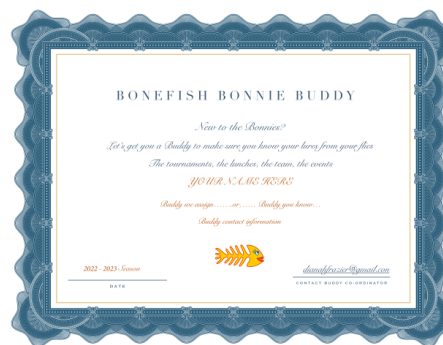 BONEFISH BONNIE BUDDY
New to the Bonnies?
Let's get you a Buddy to make sure you know your lures from your flies
The tournaments, the lunches, the team, the events
YOUR NAME HERE
Buddy we assign.......or...... Buddy you know...
Buddy contact information
2022 - 2023 Season
DATE
CONTACT BUDDY CO-ORDINATOR